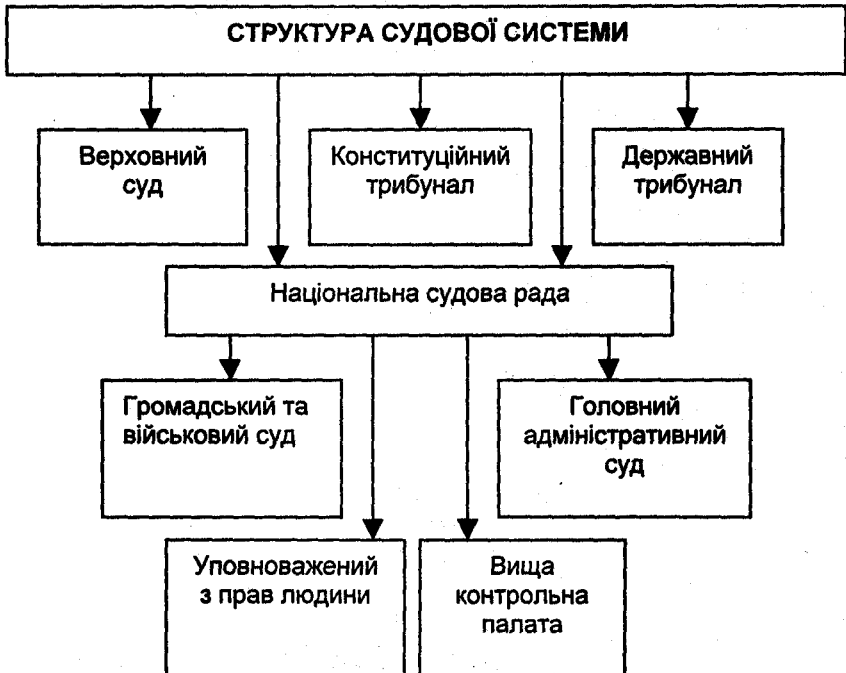 СТРУКТУРА СУДОВОЇ СИСТЕМИ
Верховний
суд
Конституційний
трибунал
Державний
трибунал
Національна судова рада
Громадський та
військовий суд
Головний
адміністративний
суд
Уповноважений
з прав людини
Вища
контрольна
палата